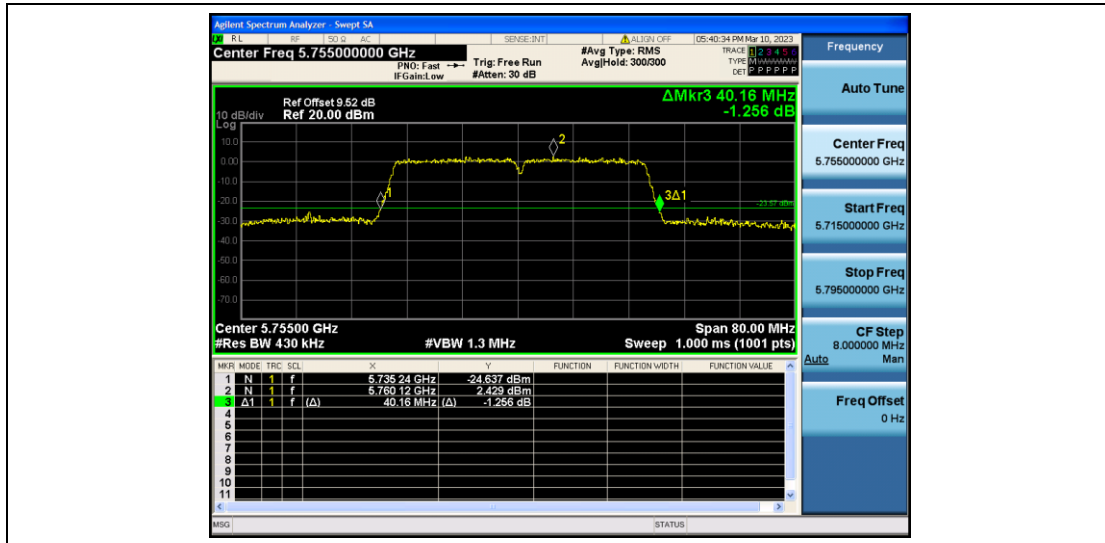 Agilent Spectrum Analyzer - Swept SA
RL RF 50 Ω AC SENSE:INT ALIGN OFF 05:40:34 PM Mar 10, 2023
Center Freq 5.755000000 GHz
PNO: Fast
IFGain:Low
Trig: Free Run
#Atten: 30 dB
#Avg Type: RMS
Avg|Hold: 300/300
TRACE 1 2 3 4 5 6
TYPE M
DET P P P P P P
Frequency
Auto Tune
ΔMkr3 40.16 MHz
-1.256 dB
Ref Offset 9.52 dB
10 dB/div Ref 20.00 dBm
Log
10.0
0.00
-10.0
-20.0
-30.0
-40.0
-50.0
-60.0
-70.0
1
2
3Δ1
Center Freq
5.755000000 GHz
Start Freq
5.715000000 GHz
Stop Freq
5.795000000 GHz
CF Step
8.000000 MHz
Auto Man
Freq Offset
0 Hz
Center 5.75500 GHz Span 80.00 MHz
#Res BW 430 kHz #VBW 1.3 MHz Sweep 1.000 ms (1001 pts)
MKR MODE TRC SCL X Y FUNCTION FUNCTION WIDTH FUNCTION VALUE
1 N 1 f 5.735 24 GHz -24.637 dBm
2 N 1 f 5.760 12 GHz 2.429 dBm
3 Δ1 1 f (Δ) 40.16 MHz (Δ) -1.256 dB
4
5
6
7
8
9
10
11
MSG STATUS